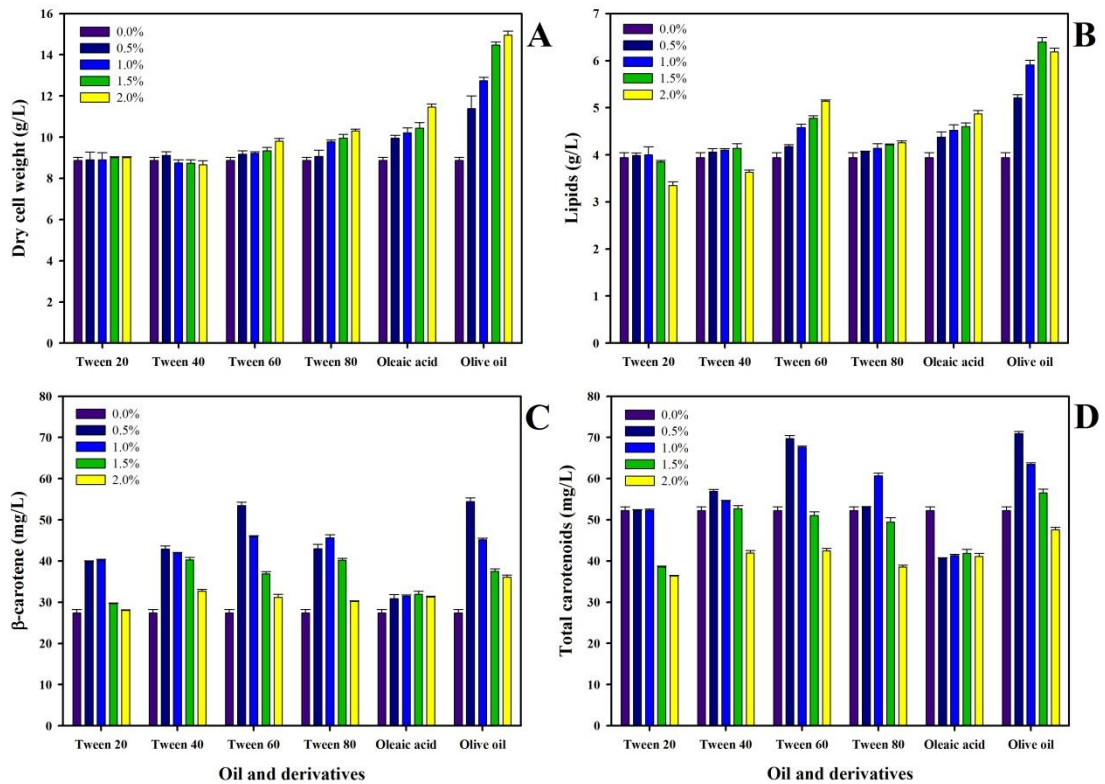 A
Dry cell weight (g/L)
16
14
12
10
8
6
4
2
0
0.0%
0.5%
1.0%
1.5%
2.0%
Tween 20
Tween 40
Tween 60
Tween 80
Oleaic acid
Olive oil
B
Lipids (g/L)
7
6
5
4
3
2
1
0
0.0%
0.5%
1.0%
1.5%
2.0%
Tween 20
Tween 40
Tween 60
Tween 80
Oleaic acid
Olive oil
C
β-carotene (mg/L)
80
70
60
50
40
30
20
10
0
0.0%
0.5%
1.0%
1.5%
2.0%
Tween 20
Tween 40
Tween 60
Tween 80
Oleaic acid
Olive oil
Oil and derivatives
D
Total carotenoids (mg/L)
80
70
60
50
40
30
20
10
0
0.0%
0.5%
1.0%
1.5%
2.0%
Tween 20
Tween 40
Tween 60
Tween 80
Oleaic acid
Olive oil
Oil and derivatives